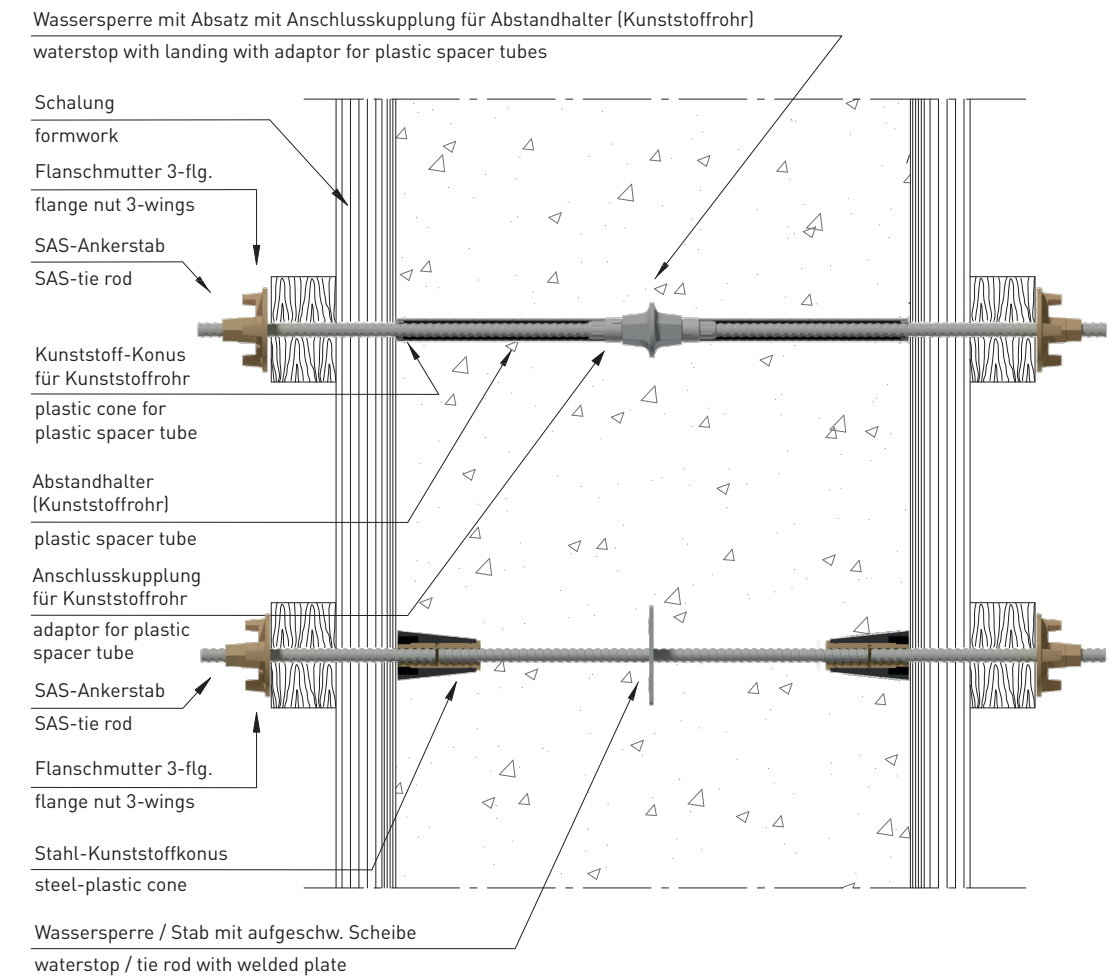 Wassersperre mit Absatz mit Anschlusskupplung für Abstandhalter (Kunststoffrohr)
waterstop with landing with adaptor for plastic spacer tubes
Schalung
formwork
Flanschmutter 3-flg.
flange nut 3-wings
SAS-Ankerstab
SAS-tie rod
Kunststoff-Konus
für Kunststoffrohr
plastic cone for
plastic spacer tube
Abstandhalter
(Kunststoffrohr)
plastic spacer tube
Anschlusskupplung
für Kunststoffrohr
adaptor for plastic
spacer tube
SAS-Ankerstab
SAS-tie rod
Flanschmutter 3-flg.
flange nut 3-wings
Stahl-Kunststoffkonus
steel-plastic cone
Wassersperre / Stab mit aufgeschw. Scheibe
waterstop / tie rod with welded plate